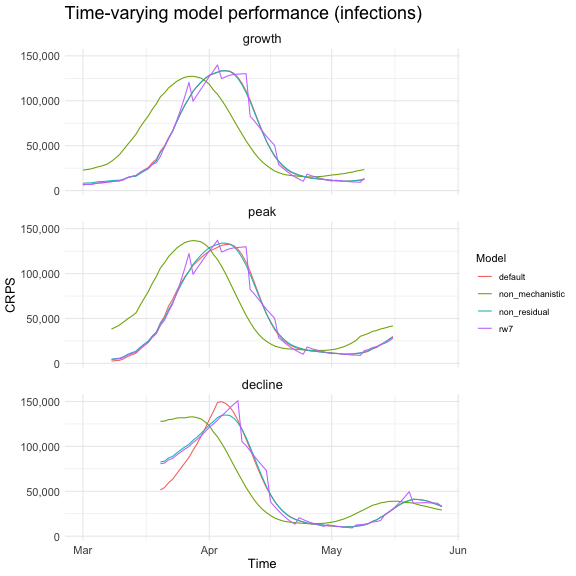 Time-varying model performance (infections)
growth
150,000
100,000
50,000
0
peak
150,000
100,000
50,000
0
decline
150,000
100,000
50,000
0
CRPS
Mar
Apr
May
Jun
Time
Model
default
non_mechanistic
non_residual
rw7